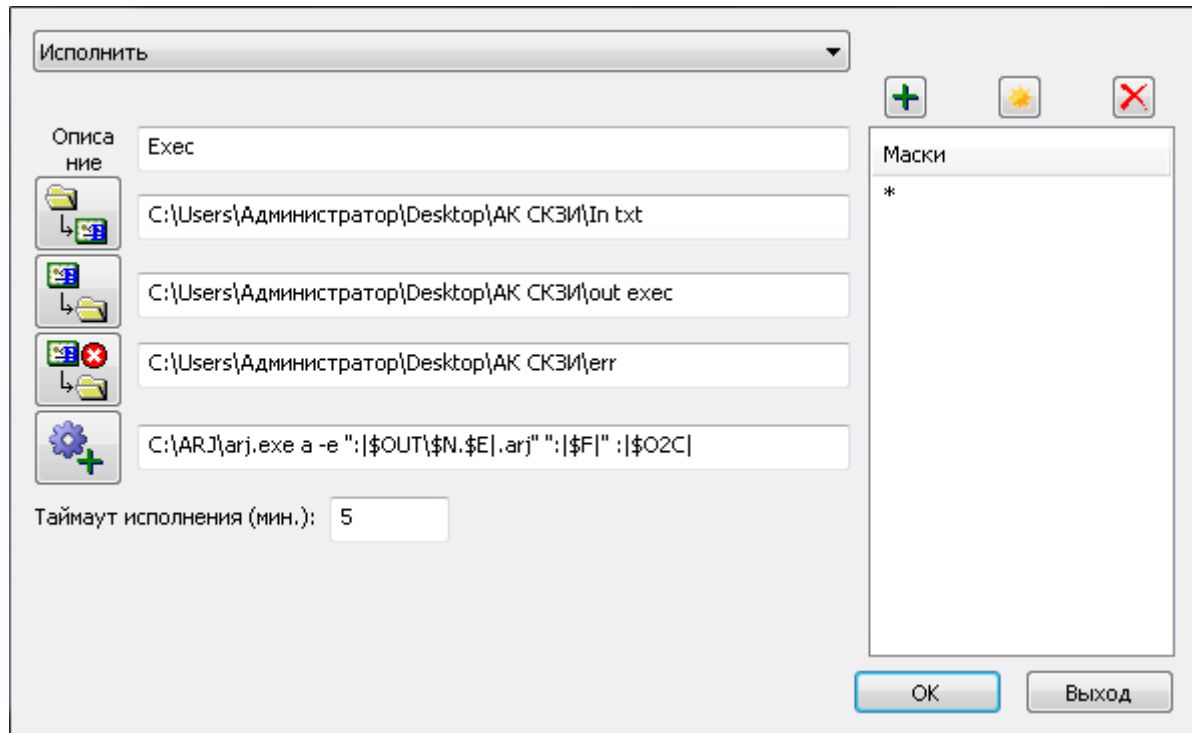 Исполнить
Описа
ние
Exec
C:\Users\Администратор\Desktop\АК СКЗИ\In txt
C:\Users\Администратор\Desktop\АК СКЗИ\out exec
C:\Users\Администратор\Desktop\АК СКЗИ\err
C:\ARJ\arj.exe a -e ":|$OUT\$N.$E|.arj" ":|$F|" :|$O2C|
Таймаут исполнения (мин.): 5
Маски
*
OK
Выход